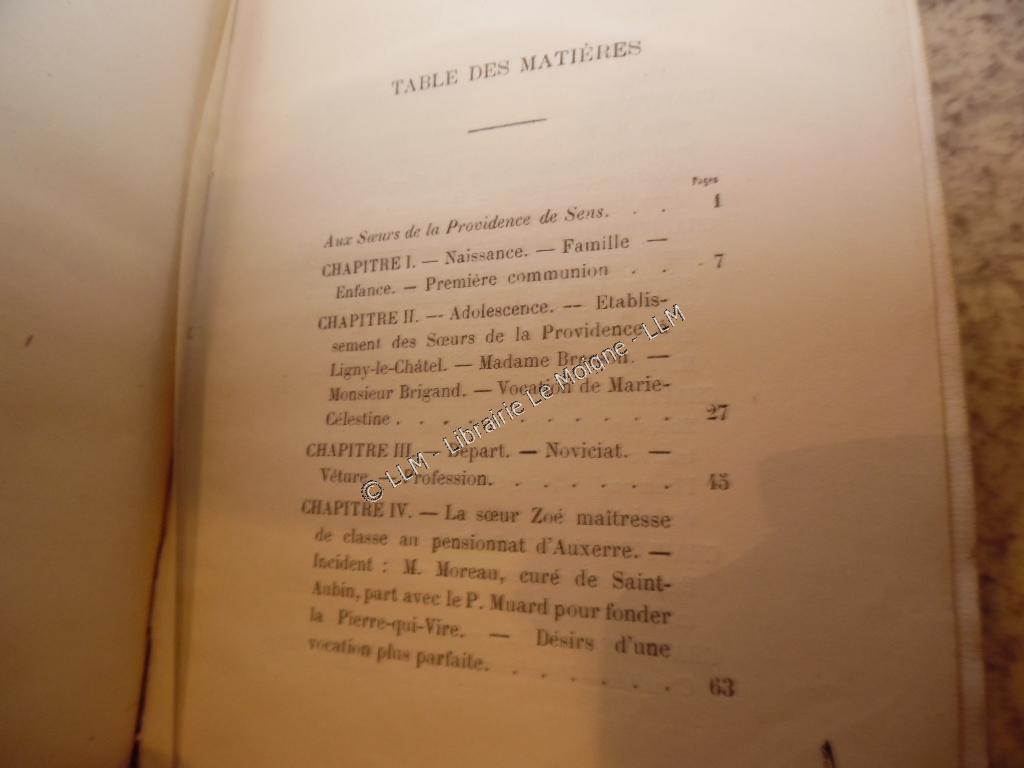 TABLE DES MATIÈRES
Pages
Aux Sœurs de la Providence de Sens. . . 1
CHAPITRE I. — Naissance. — Famille —
Enfance. — Première communion . . . 7
CHAPITRE II. — Adolescence. — Etablis-
sement des Sœurs de la Providence
Ligny-le-Châtel. — Madame —
Monsieur Brigand. — Vocation de Marie-
Célestine . . . . . . . . . . 27
CHAPITRE III. — Départ. — Noviciat. —
Véture. — Profession. . . . . . . 45
CHAPITRE IV. — La sœur Zoé maîtresse
de classe au pensionnat d'Auxerre. —
Incident : M. Moreau, curé de Saint-
Aubin, part avec le P. Muard pour fonder
la Pierre-qui-Vire. — Désirs d'une
vocation plus parfaite. . . . . . . 63
© LLM - Librairie Le Moigne - LLM